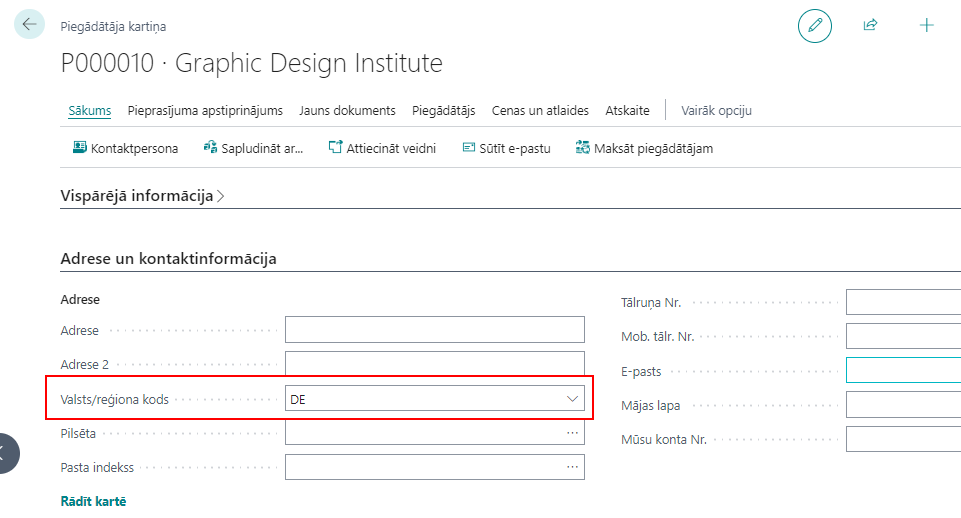 Piegādātāja kartiņa
P000010 · Graphic Design Institute
Sākums Pieprasījuma apstiprinājums Jauns dokuments Piegādātājs Cenas un atlaides Atskaite Vairāk opciju
Kontaktpersona Sapludināt ar... Attiecināt veidni Sūtīt e-pastu Maksāt piegādātājam
Vispārējā informācija
Adrese un kontaktinformācija
Adrese
Adrese
Adrese 2
Valsts/reģiona kods DE
Pilsēta
Pasta indekss
Rādīt kartē
Tālruņa Nr.
Mob. tālr. Nr.
E-pasts
Mājas lapa
Mūsu konta Nr.